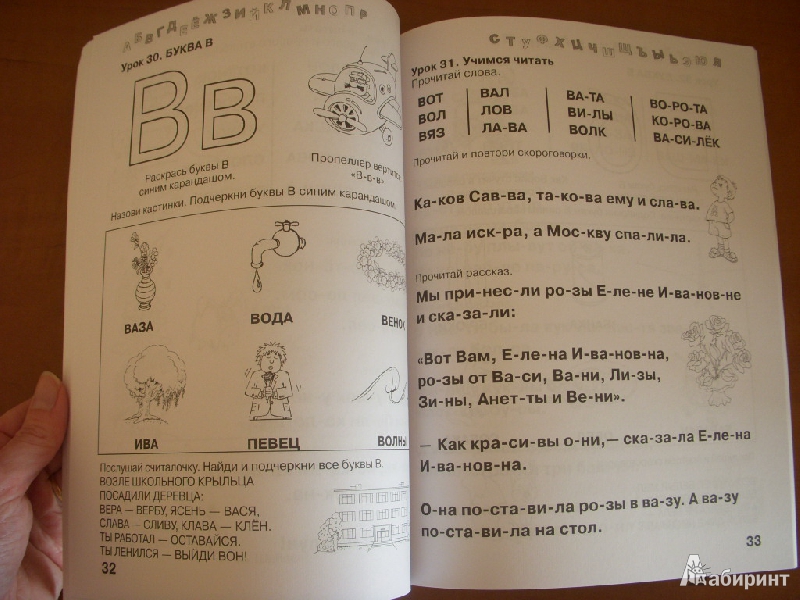 А Б В Г Д Е Ё Ж З И Й К Л М Н О П Р
Урок 30. БУКВА В
Вв
Раскрась буквы В
синим карандашом.
Пропеллер вертится
«В-в-в»
Назови картинки. Подчеркни буквы В синим карандашом.
ВАЗА
ВОДА
ВЕНОК
ИВА
ПЕВЕЦ
ВОЛНЫ
Послушай считалочку. Найди и подчеркни все буквы В.
ВОЗЛЕ ШКОЛЬНОГО КРЫЛЬЦА
ПОСАДИЛИ ДЕРЕВЦА:
ВЕРА — ВЕРБУ, ЯСЕНЬ — ВАСЯ,
СЛАВА — СЛИВУ, КЛАВА — КЛЁН.
ТЫ РАБОТАЛ — ОСТАВАЙСЯ.
ТЫ ЛЕНИЛСЯ — ВЫЙДИ ВОН!
32
С Т У Ф Х Ц Ч Ш Щ Ъ Ы Ь Э Ю Я
Урок 31. Учимся читать
Прочитай слова.
ВОТ ВАЛ ВА-ТА ВО-РО-ТА
ВОЛ ЛОВ ВИ-ЛЫ КО-РО-ВА
ВЯЗ ЛА-ВА ВОЛК ВА-СИ-ЛЁК
Прочитай и повтори скороговорки.
Ка-ков Сав-ва, та-ко-ва ему и сла-ва.
Ма-ла иск-ра, а Мос-кву спа-ли-ла.
Прочитай рассказ.
Мы при-нес-ли ро-зы Е-ле-не И-ва-нов-не
и ска-за-ли:
«Вот Вам, Е-ле-на И-ва-нов-на,
ро-зы от Ва-си, Ва-ни, Ли-зы,
Зи-ны, Анет-ты и Ве-ни».
— Как кра-си-вы о-ни,— ска-за-ла Е-ле-на
И-ва-нов-на.
О-на по-ста-ви-ла ро-зы в ва-зу. А ва-зу
по-ста-ви-ла на стол.
33
Лабиринт